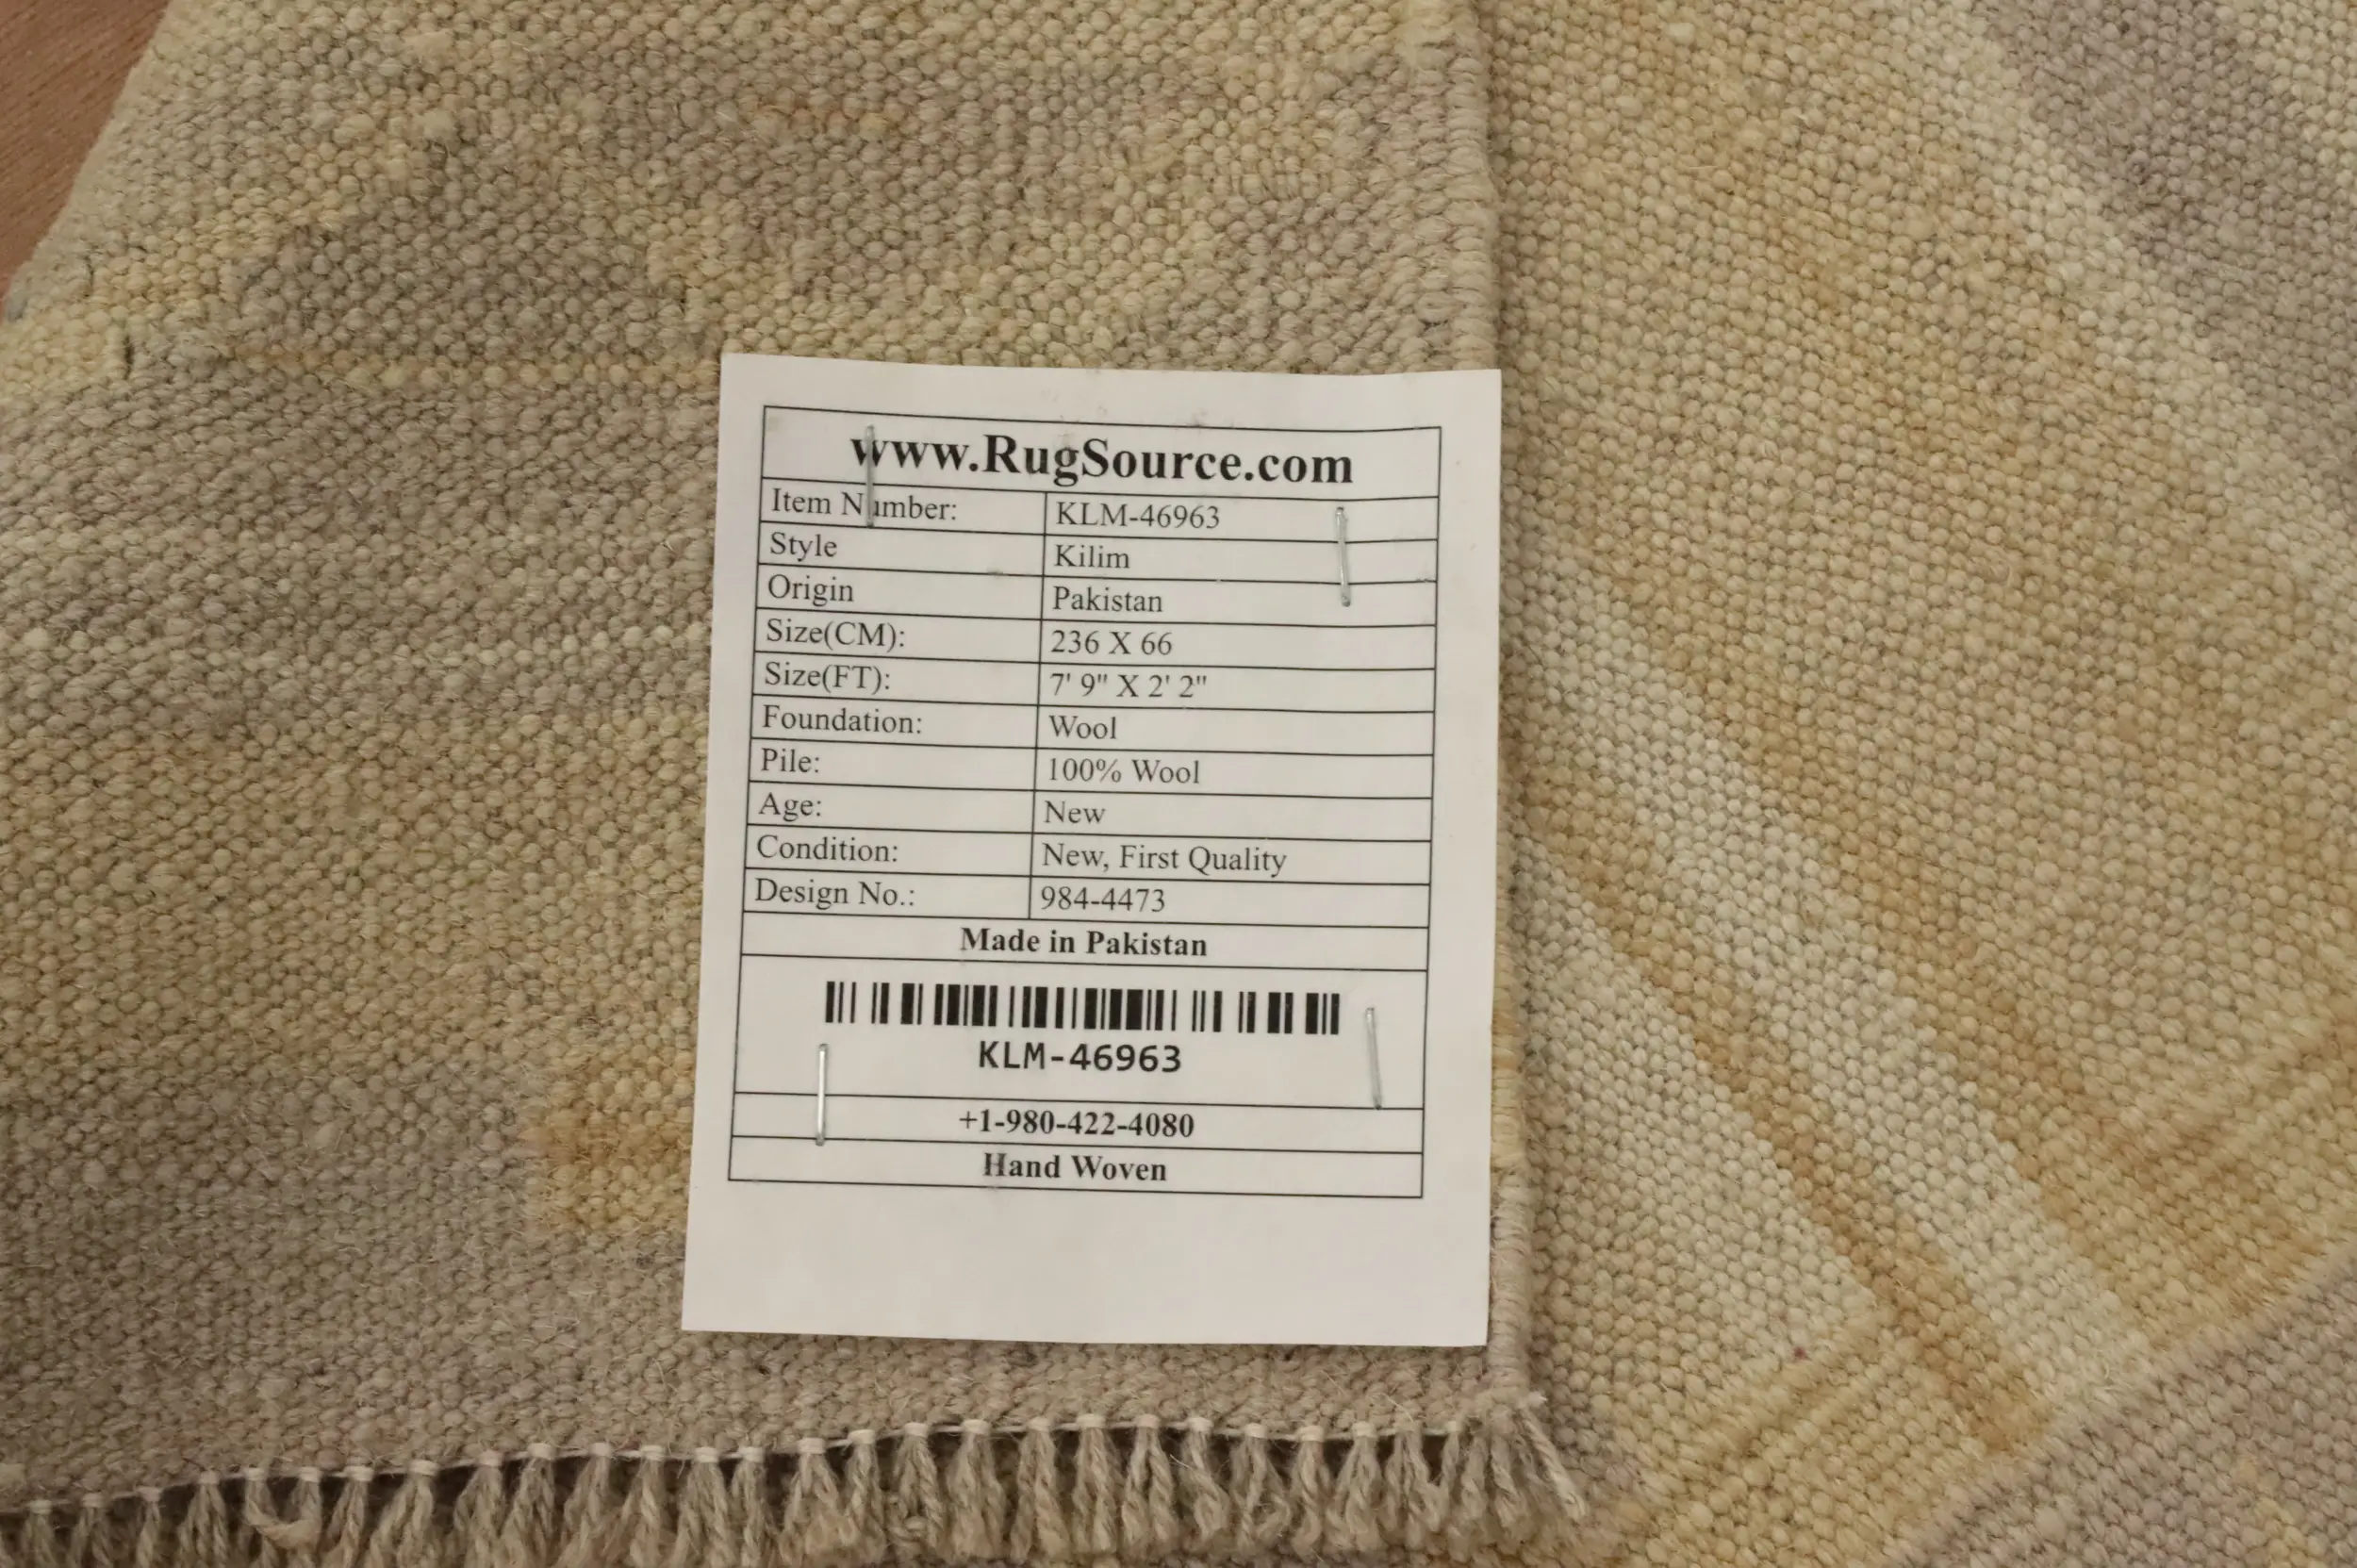 www.RugSource.com
Item Number: KLM-46963
Style Kilim
Origin Pakistan
Size(CM): 236 X 66
Size(FT): 7' 9" X 2' 2"
Foundation: Wool
Pile: 100% Wool
Age: New
Condition: New, First Quality
Design No.: 984-4473
Made in Pakistan
KLM-46963
+1-980-422-4080
Hand Woven